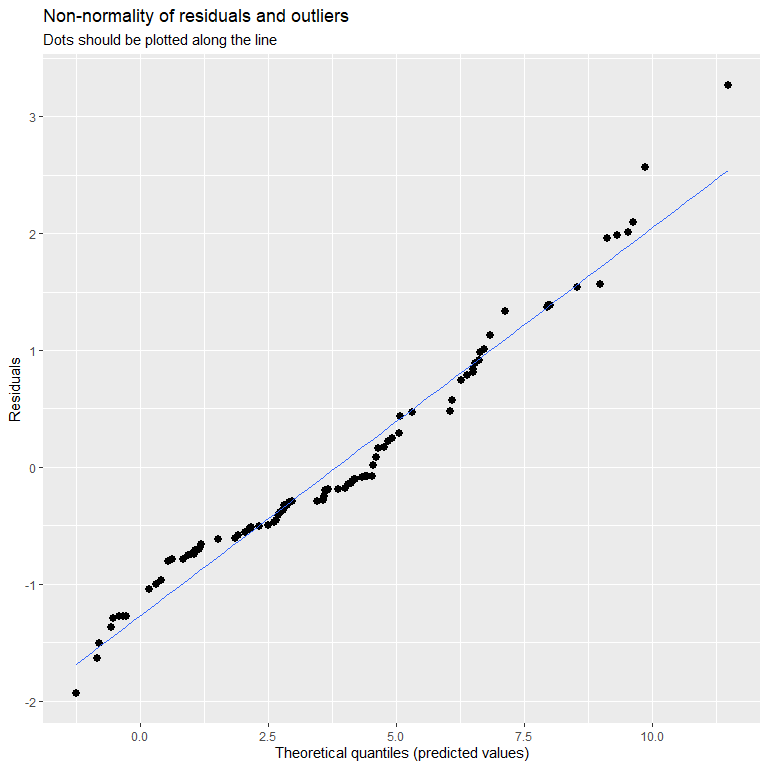 Non-normality of residuals and outliers
Dots should be plotted along the line
3
2
1
0
-1
-2
Residuals
0.0 2.5 5.0 7.5 10.0
Theoretical quantiles (predicted values)